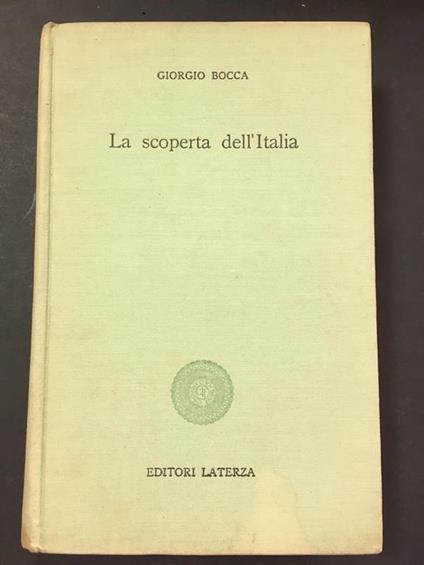 GIORGIO BOCCA
La scoperta dell'Italia
EDITORI LATERZA